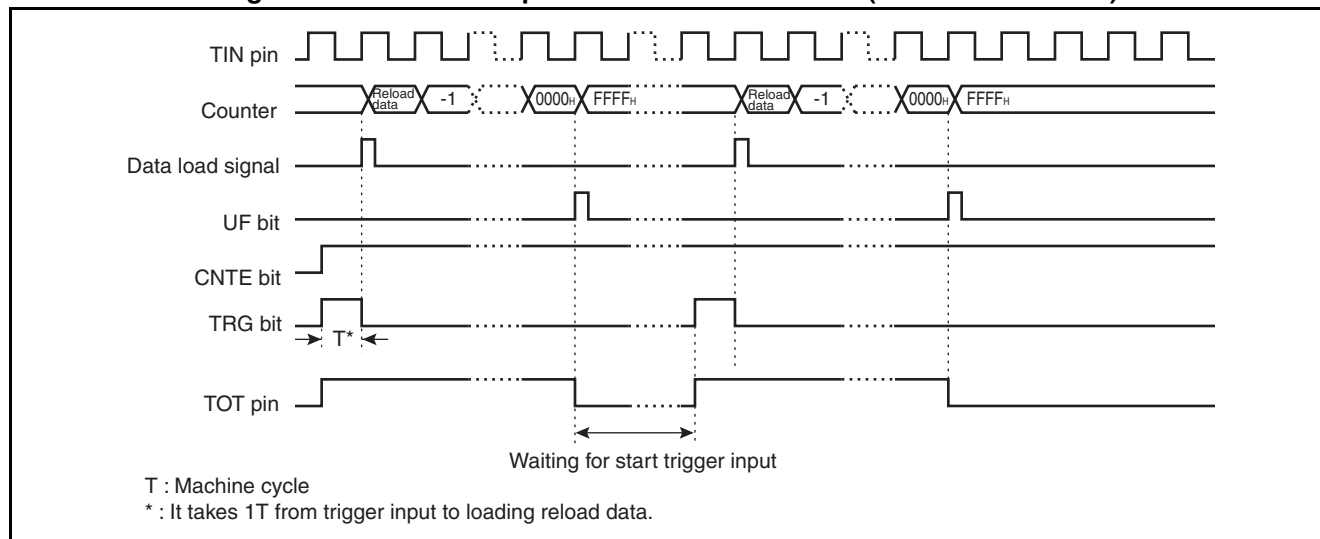 TIN pin
Counter
Reload data
-1
0000H
FFFFH
Reload data
-1
0000H
FFFFH
Data load signal
UF bit
CNTE bit
TRG bit
T*
TOT pin
Waiting for start trigger input
T : Machine cycle
* : It takes 1T from trigger input to loading reload data.